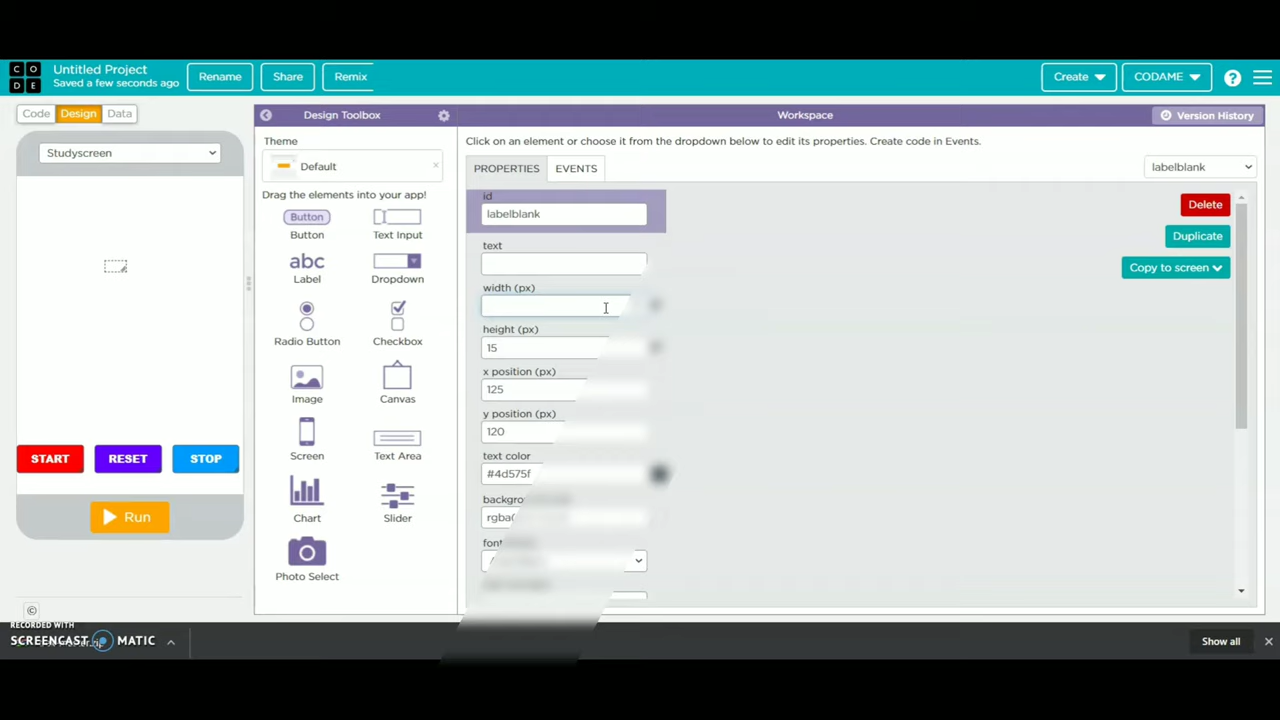 CO
DE
Untitled Project
Saved a few seconds ago
Rename
Share
Remix
Create
CODAME
?
Code
Design
Data
Design Toolbox
Workspace
Version History
Studyscreen
Theme
Default
Click on an element or choose it from the dropdown below to edit its properties. Create code in Events.
PROPERTIES
EVENTS
labelblank
Drag the elements into your app!
Button
Button
Text Input
abc
Label
Dropdown
Radio Button
Checkbox
Image
Canvas
Screen
Text Area
Chart
Slider
Photo Select
id
labelblank
text
width (px)
height (px)
15
x position (px)
125
y position (px)
120
text color
#4d575f
rgba(
Delete
Duplicate
Copy to screen
START
RESET
STOP
Run
©
RECORDED WITH
SCREENCAST MATIC
Show all